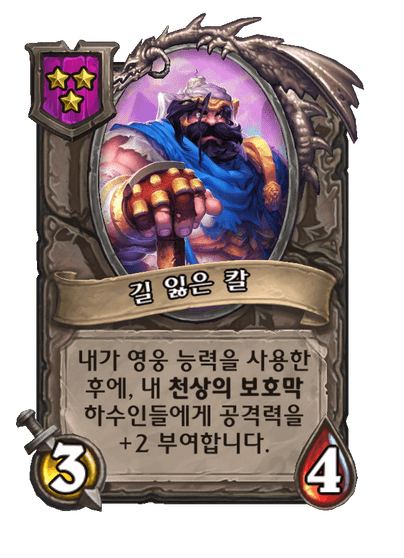 길 잃은 칼
내가 영웅 능력을 사용한
후에, 내 천상의 보호막
하수인들에게 공격력을
+2 부여합니다.
3
4